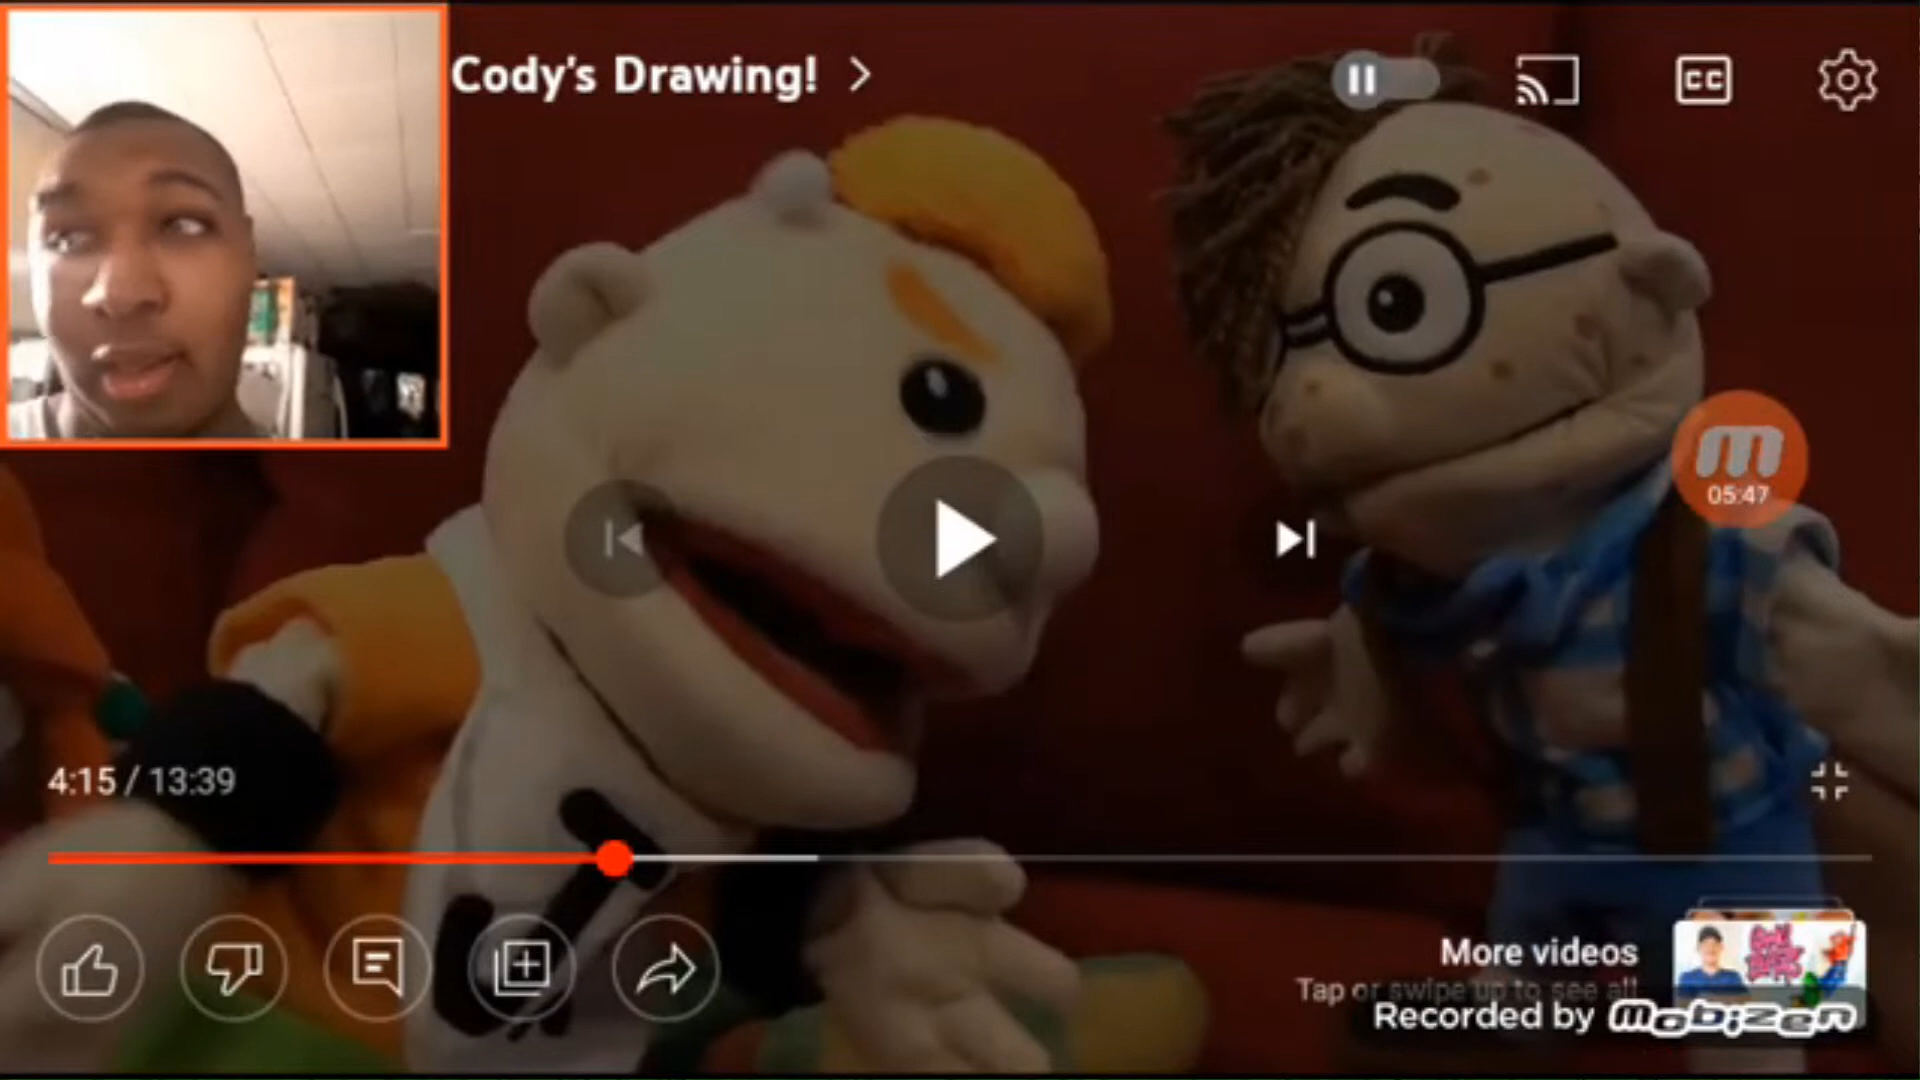 Cody's Drawing!
CC
m
05:47
4:15 / 13:39
More videos
Tap or swipe up to see all
Recorded by mobizen